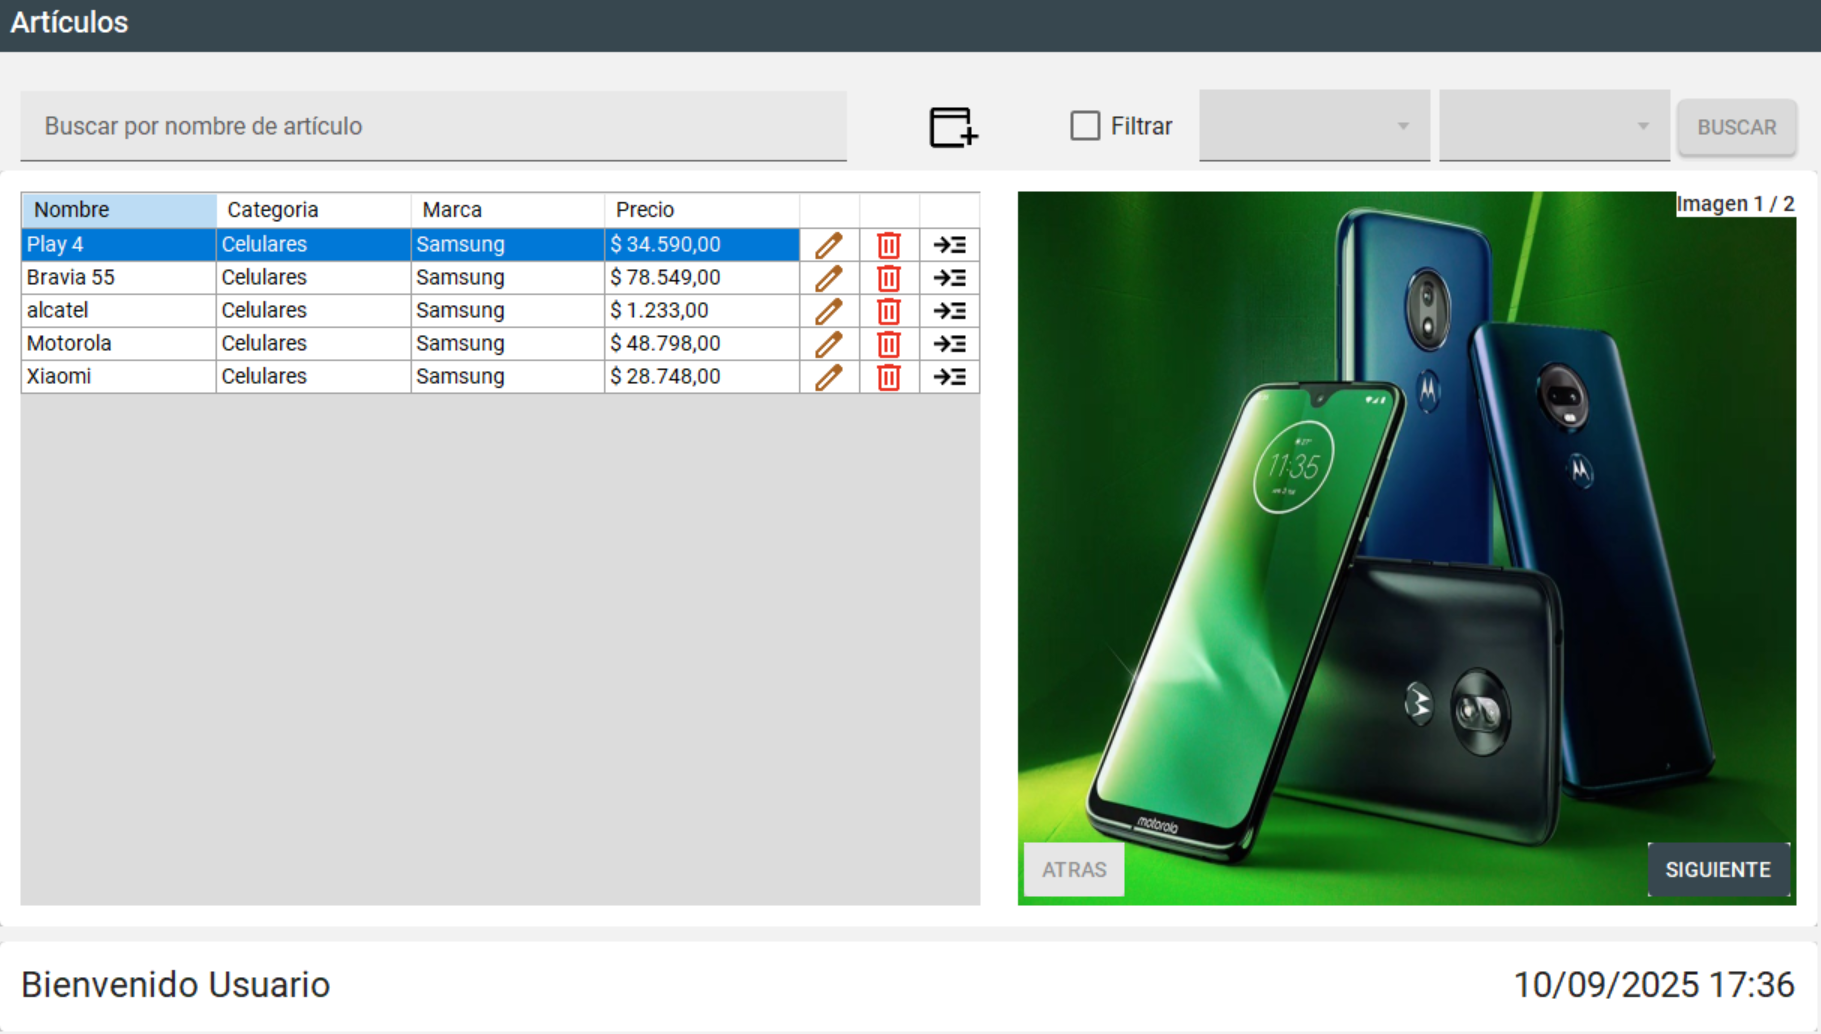 Artículos
Buscar por nombre de artículo
Filtrar
BUSCAR
Nombre Categoria Marca Precio
Play 4 Celulares Samsung $ 34.590,00
Bravia 55 Celulares Samsung $ 78.549,00
alcatel Celulares Samsung $ 1.233,00
Motorola Celulares Samsung $ 48.798,00
Xiaomi Celulares Samsung $ 28.748,00
Imagen 1 / 2
27°
11:35
motorola
ATRAS
SIGUIENTE
Bienvenido Usuario
10/09/2025 17:36